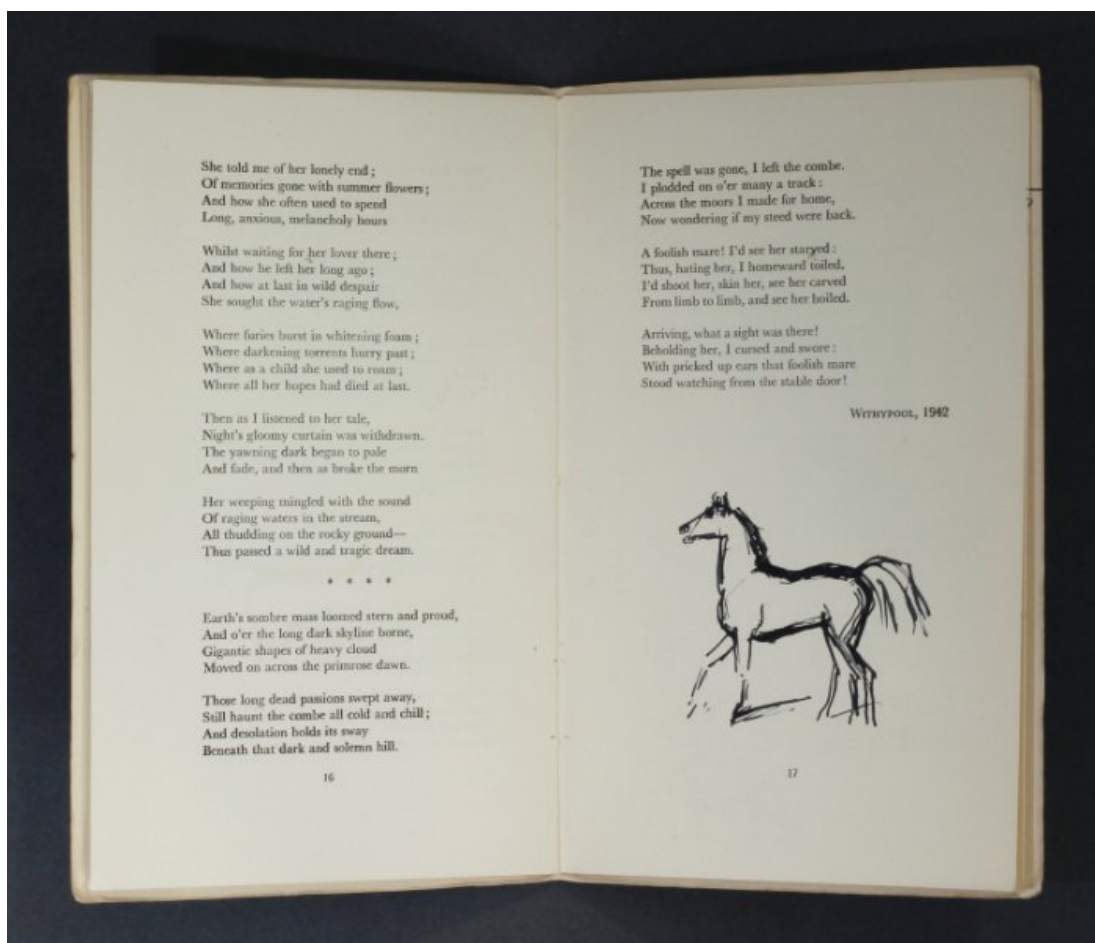 She told me of her lonely end ;
Of memories gone with summer flowers ;
And how she often used to spend
Long, anxious, melancholy hours
Whilst waiting for her lover there ;
And how he left her long ago ;
And how at last in wild despair
She sought the water's raging flow,
Where furies burst in whitening foam ;
Where darkening torrents hurry past ;
Where as a child she used to roam ;
Where all her hopes had died at last.
Then as I listened to her tale,
Night's gloomy curtain was withdrawn.
The yawning dark began to pale
And fade, and then as broke the morn
Her weeping mingled with the sound
Of raging waters in the stream,
All thudding on the rocky ground—
Thus passed a wild and tragic dream.
* * * *
Earth's sombre mass loomed stern and proud,
And o'er the long dark skyline borne,
Gigantic shapes of heavy cloud
Moved on across the primrose dawn.
Those long dead passions swept away,
Still haunt the combe all cold and chill ;
And desolation holds its sway
Beneath that dark and solemn hill.
16
The spell was gone, I left the combe.
I plodded on o'er many a track :
Across the moors I made for home,
Now wondering if my steed were back.
A foolish mare! I'd see her starved :
Thus, hating her, I homeward toiled,
I'd shoot her, skin her, see her carved
From limb to limb, and see her boiled.
Arriving, what a sight was there!
Beholding her, I cursed and swore :
With pricked up ears that foolish mare
Stood watching from the stable door!
Withypool, 1942
17